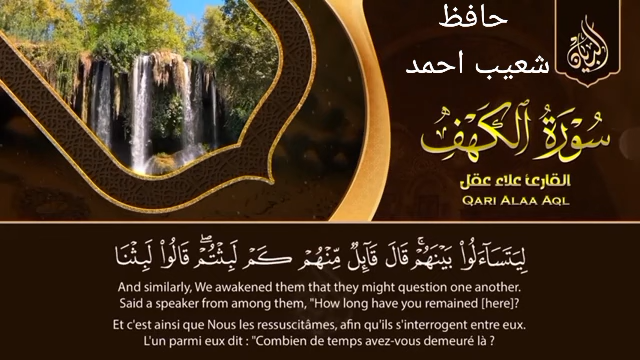 حافظ
شعيب احمد
البيان
سُورَةُ الكَهْفِ
القارئ علاء عقل
QARI ALAA AQL
لِيَتَسَآءَلُوا۟ بَيْنَهُمْ ۚ قَالَ قَآئِلٌ مِّنْهُمْ كَمْ لَبِثْتُمْ ۖ قَالُوا۟ لَبِثْنَا
And similarly, We awakened them that they might question one another.
Said a speaker from among them, "How long have you remained [here]?
Et c'est ainsi que Nous les ressuscitâmes, afin qu'ils s'interrogent entre eux.
L'un parmi eux dit : "Combien de temps avez-vous demeuré là ?